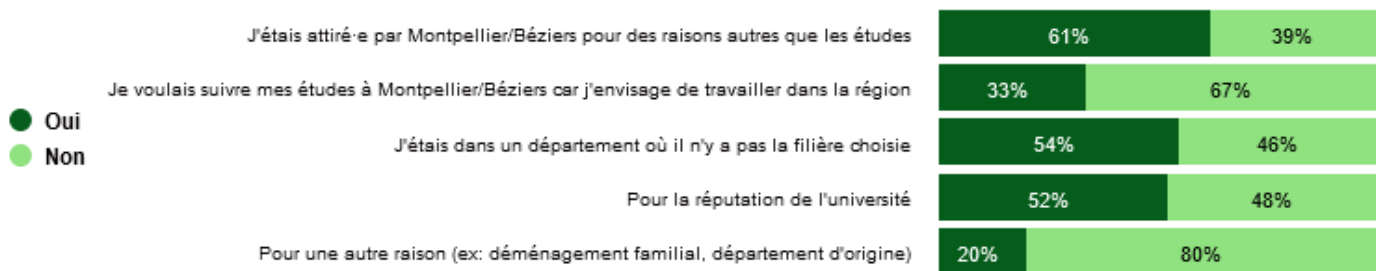 J'étais attiré·e par Montpellier/Béziers pour des raisons autres que les études 61% 39%
Je voulais suivre mes études à Montpellier/Béziers car j'envisage de travailler dans la région 33% 67%
Oui
Non
J'étais dans un département où il n'y a pas la filière choisie 54% 46%
Pour la réputation de l'université 52% 48%
Pour une autre raison (ex: déménagement familial, département d'origine) 20% 80%